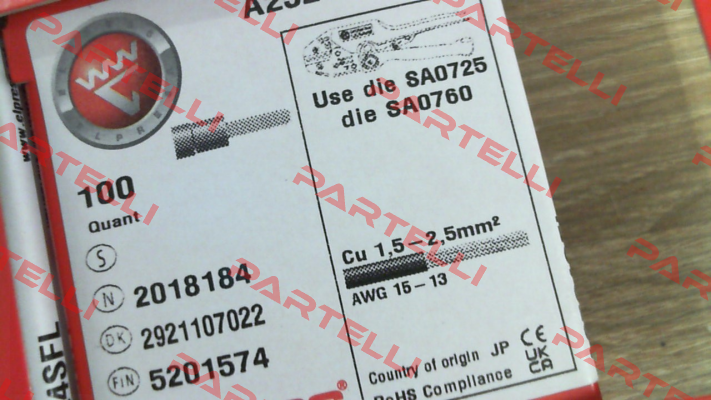 Use die SA0725
die SA0760
100
Quant
S
N 2018184
DK 2921107022
FIN 5201574
Cu 1,5-2,5mm²
AWG 15-13
Country of origin JP
RoHS Compliance
CE
UK
CA
PARTELLI
PARTELLI
PARTELLI
PARTELLI
PARTELLI
PARTELLI